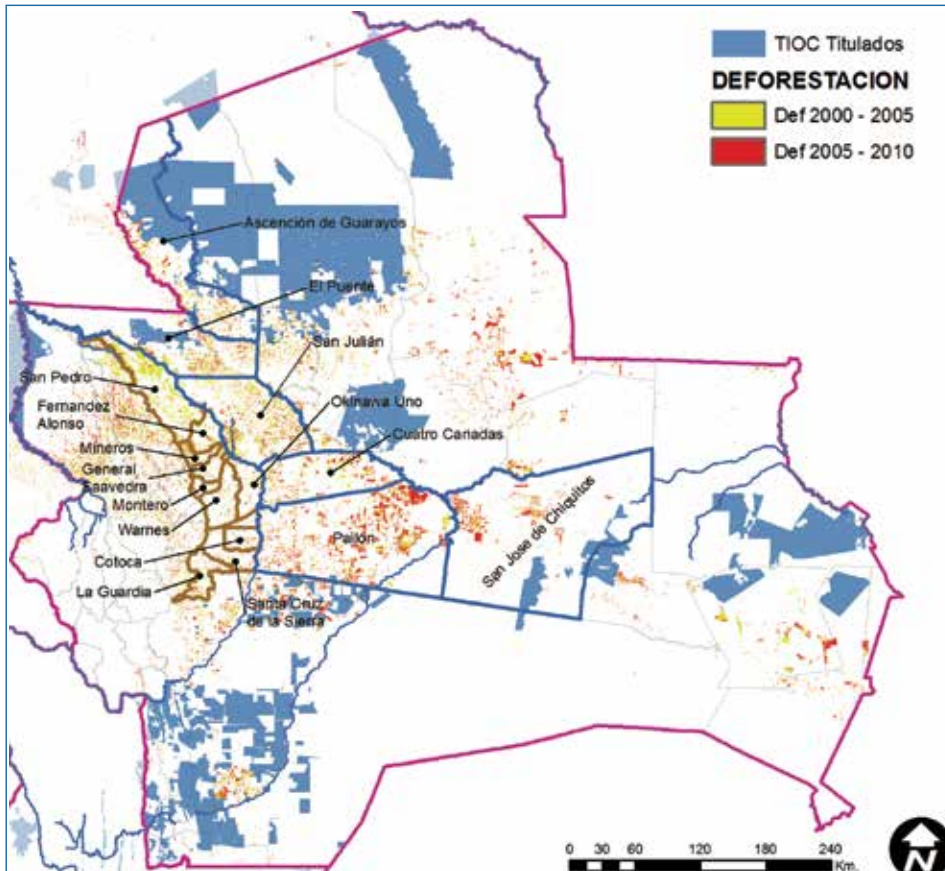 TIOC Titulados
DEFORESTACION
Def 2000 - 2005
Def 2005 - 2010
Ascención de Guarayos
El Puente
San Julián
San Pedro
Okinawa Uno
Fernandez
Alonso
Cuatro Cañadas
Mineros
General
Saavedra
Montero
Warnes
San Jose de Chiquitos
Pailón
Cotoca
La Guardia
Santa Cruz
de la Sierra
N
0 30 60 120 180 240
Km.